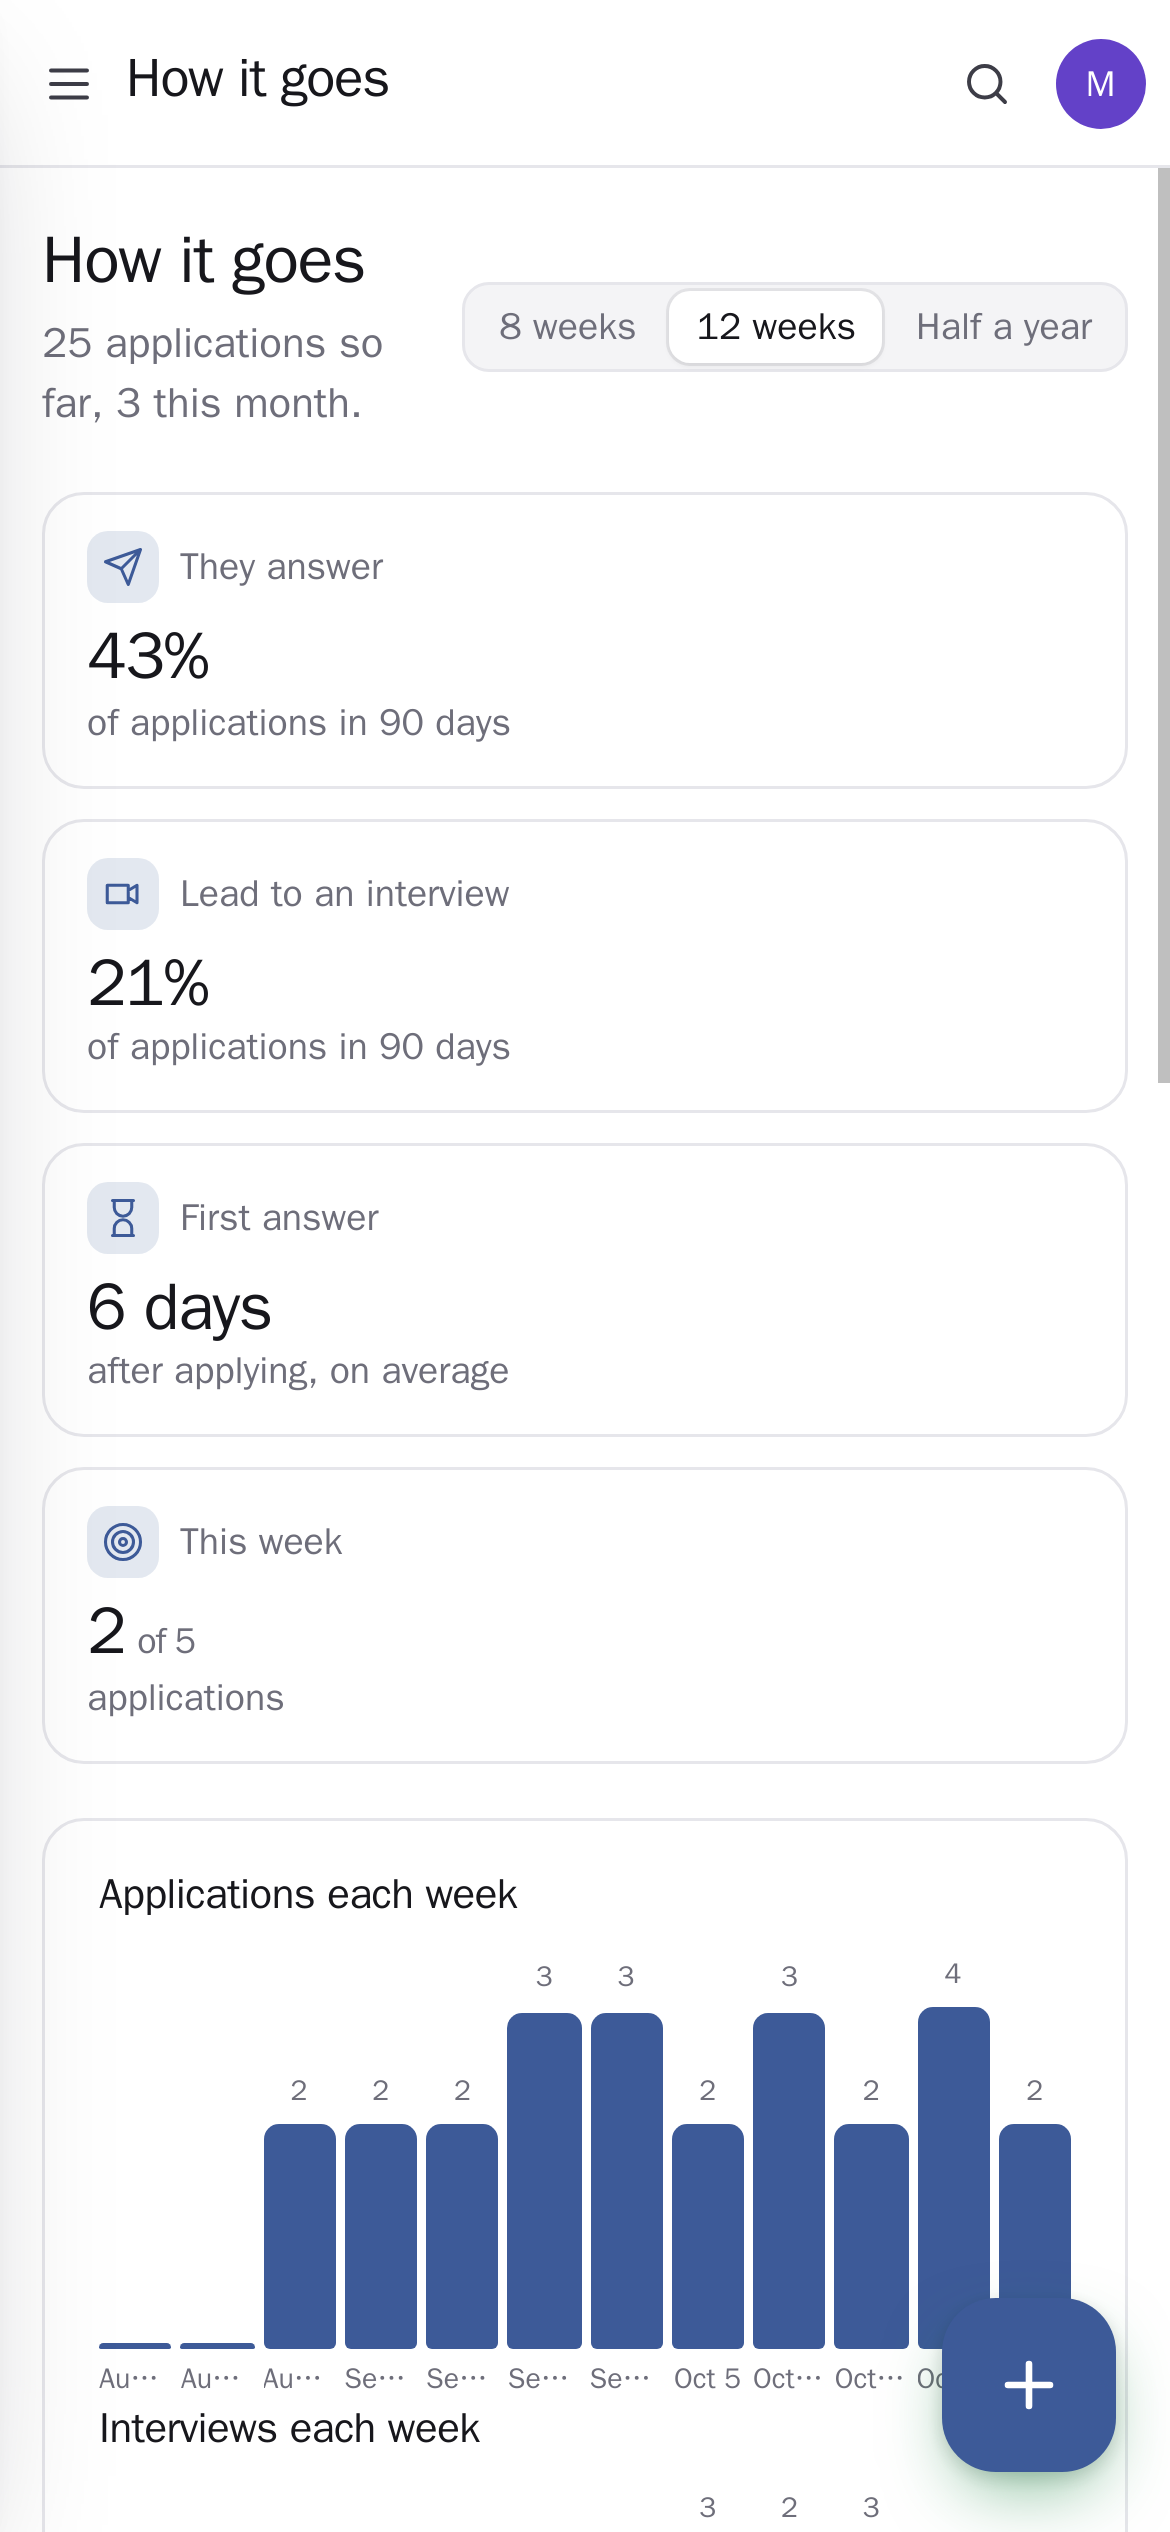 How it goes
M
How it goes
25 applications so
far, 3 this month.
8 weeks
12 weeks
Half a year
They answer
43%
of applications in 90 days
Lead to an interview
21%
of applications in 90 days
First answer
6 days
after applying, on average
This week
2 of 5
applications
Applications each week
2 2 2 3 3 2 3 2 4 2
Au… Au… Au… Se… Se… Se… Se… Oct 5 Oct… Oct…
Interviews each week
3 2 3